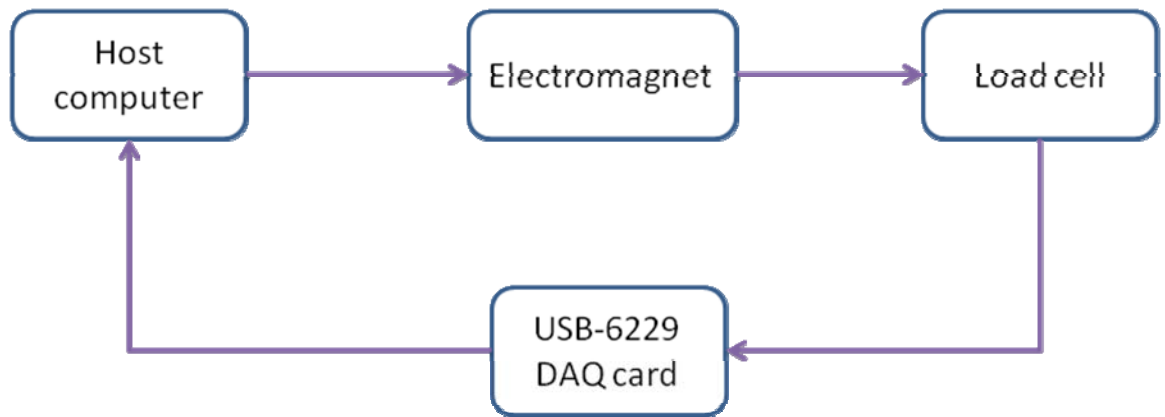 Host
computer
Electromagnet
Load cell
USB-6229
DAQ card